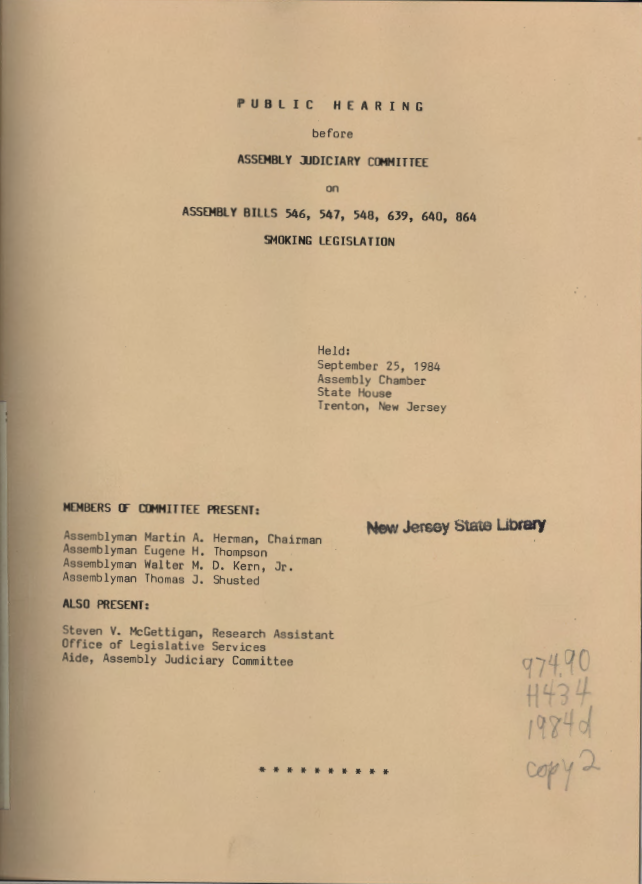 PUBLIC HEARING
before
ASSEMBLY JUDICIARY COMMITTEE
on
ASSEMBLY BILLS 546, 547, 548, 639, 640, 864
SMOKING LEGISLATION
Held:
September 25, 1984
Assembly Chamber
State House
Trenton, New Jersey
MEMBERS OF COMMITTEE PRESENT:
Assemblyman Martin A. Herman, Chairman
Assemblyman Eugene H. Thompson
Assemblyman Walter M. D. Kern, Jr.
Assemblyman Thomas J. Shusted
New Jersey State Library
ALSO PRESENT:
Steven V. McGettigan, Research Assistant
Office of Legislative Services
Aide, Assembly Judiciary Committee
974.90
H434
1984d
copy 2
* * * * * * * * * *